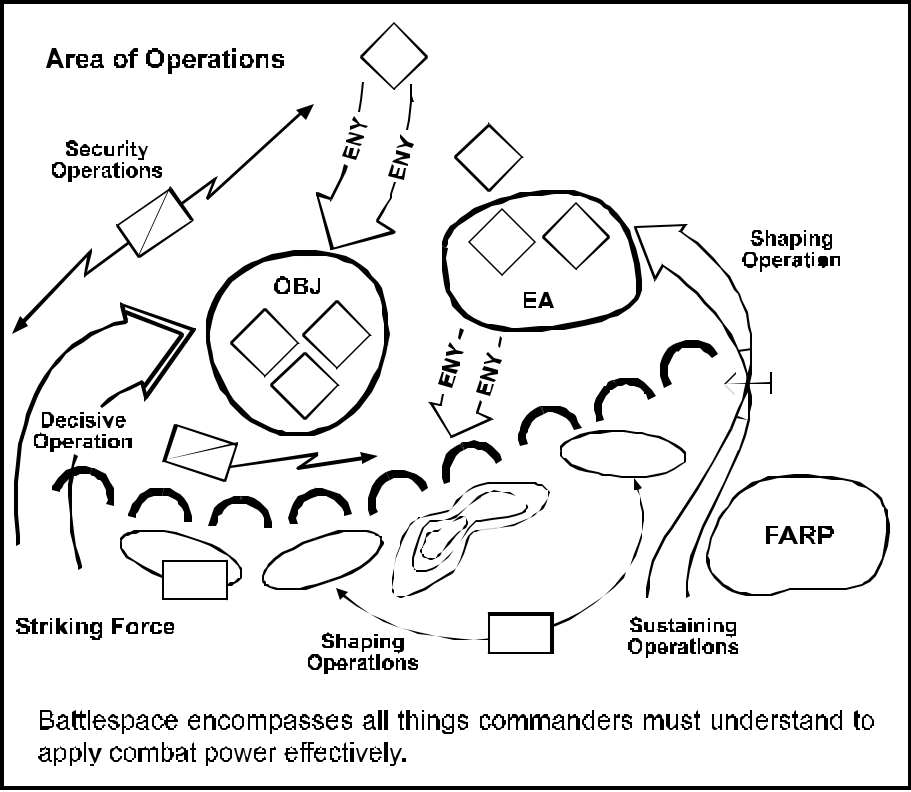 Area of Operations
ENY
ENY
Security
Operations
Shaping
Operation
OBJ
EA
ENY
ENY
Decisive
Operation
FARP
Striking Force
Shaping
Operations
Sustaining
Operations
Battlespace encompasses all things commanders must understand to
apply combat power effectively.